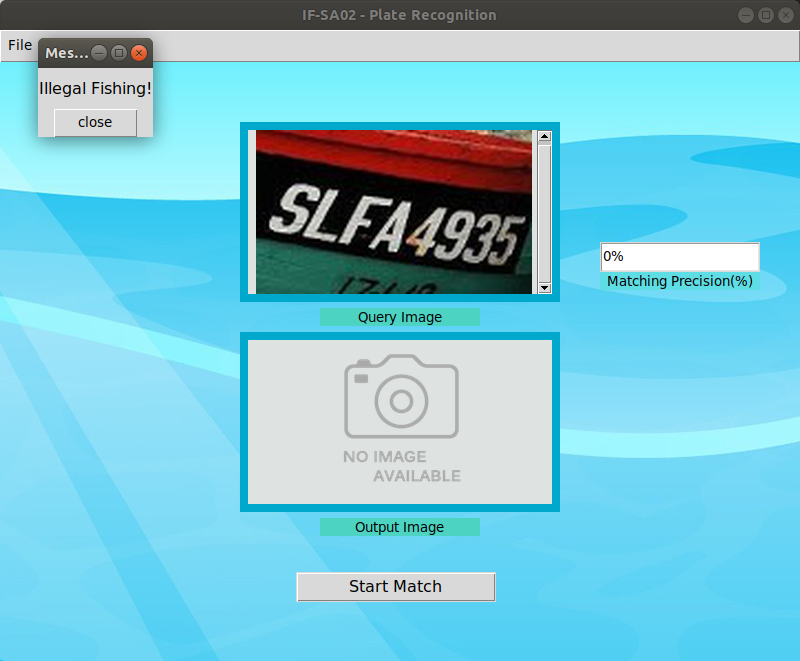 IF-SA02 - Plate Recognition
File
Mes...
Illegal Fishing!
close
SLFA4935
0%
Matching Precision(%)
Query Image
NO IMAGE
AVAILABLE
Output Image
Start Match